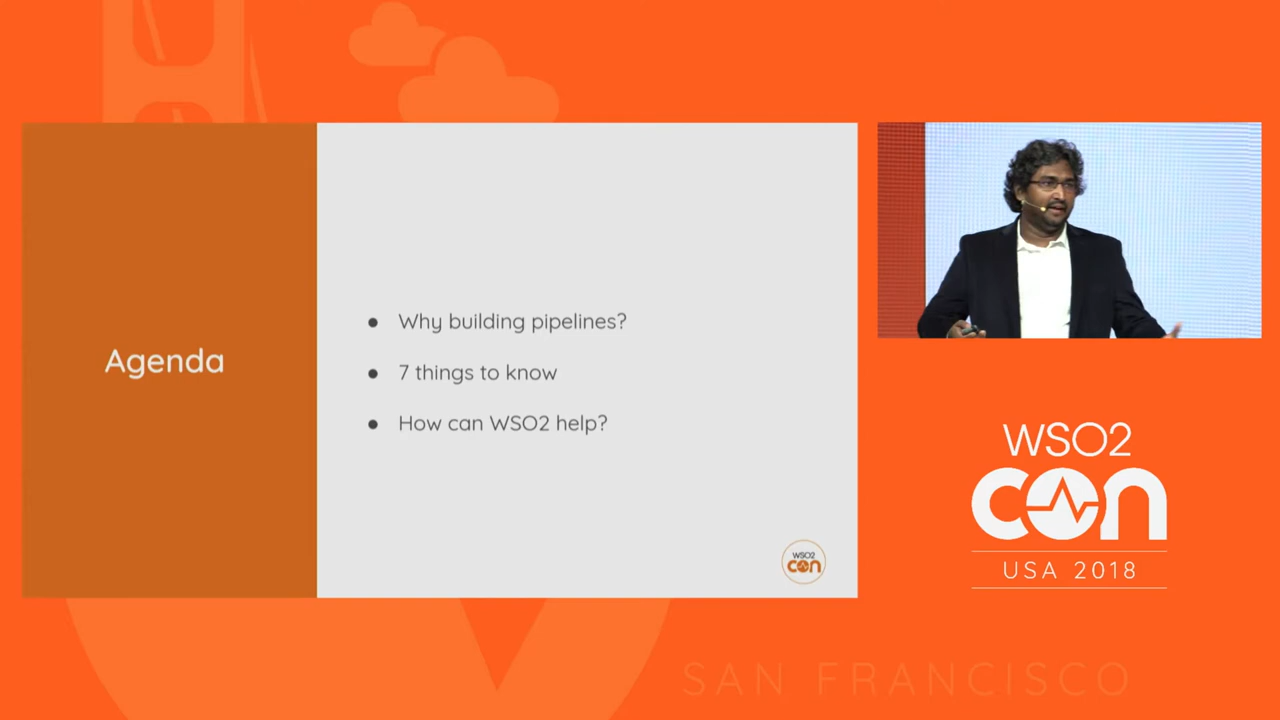 Agenda
● Why building pipelines?
● 7 things to know
● How can WSO2 help?
WSO2
con
WSO2
con
USA 2018
SAN FRANCISCO